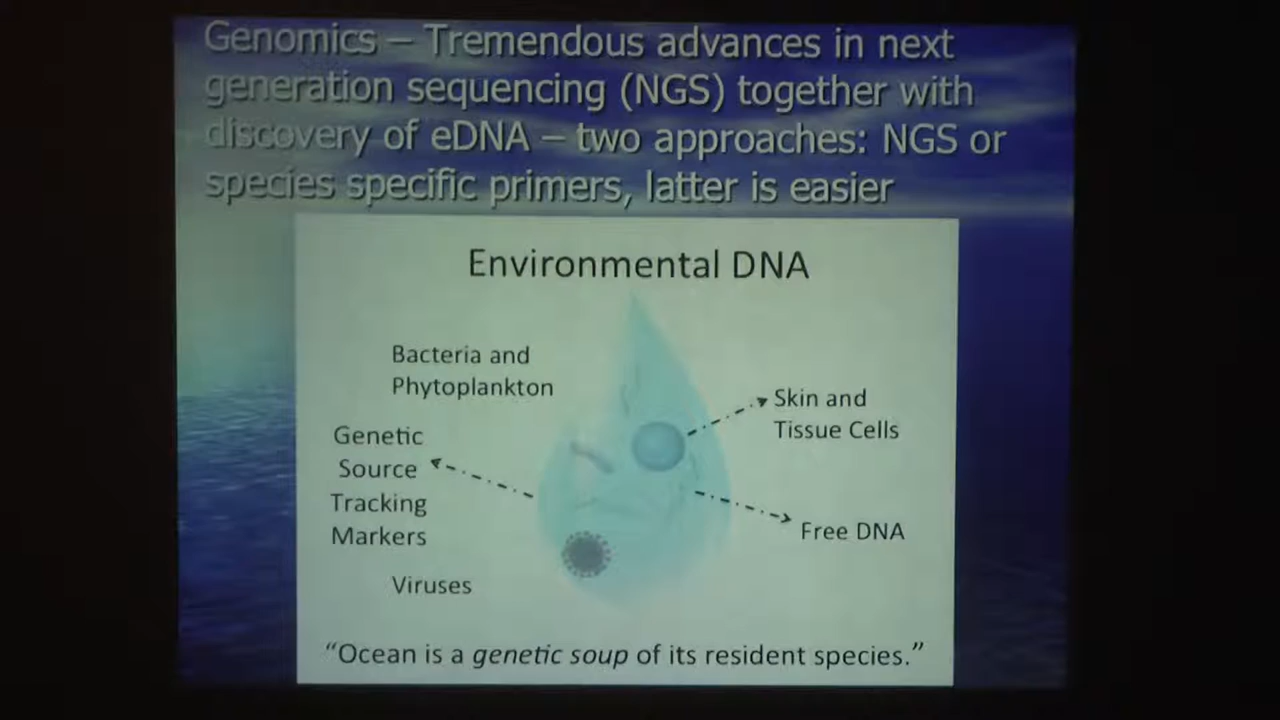 Genomics – Tremendous advances in next
generation sequencing (NGS) together with
discovery of eDNA – two approaches: NGS or
species specific primers, latter is easier
Environmental DNA
Bacteria and
Phytoplankton
Genetic
Source
Tracking
Markers
Viruses
Skin and
Tissue Cells
Free DNA
“Ocean is a genetic soup of its resident species.”